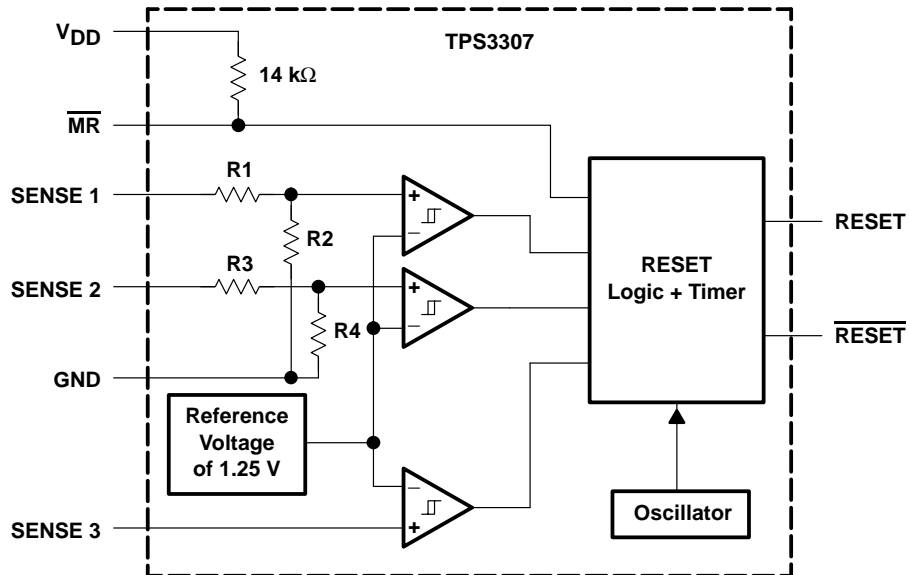 VDD
TPS3307
14 kΩ
MR
R1
SENSE 1
+
−
R2
RESET
R3
RESET
Logic + Timer
SENSE 2
+
−
R4
RESET
GND
Reference
Voltage
of 1.25 V
−
+
Oscillator
SENSE 3